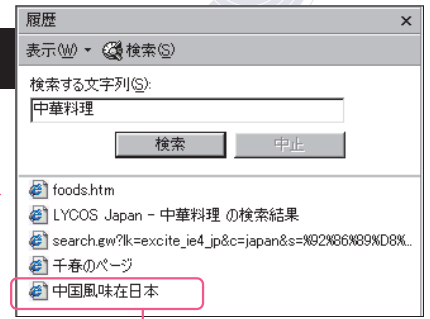 履歴 ×
表示(W) 検索(S)
検索する文字列(S):
中華料理
検索 中止
foods.htm
LYCOS Japan - 中華料理 の検索結果
search.gw?lk=excite_ie4_jp&c=japan&s=%92%86%89%D8%...
千春のページ
中国風味在日本